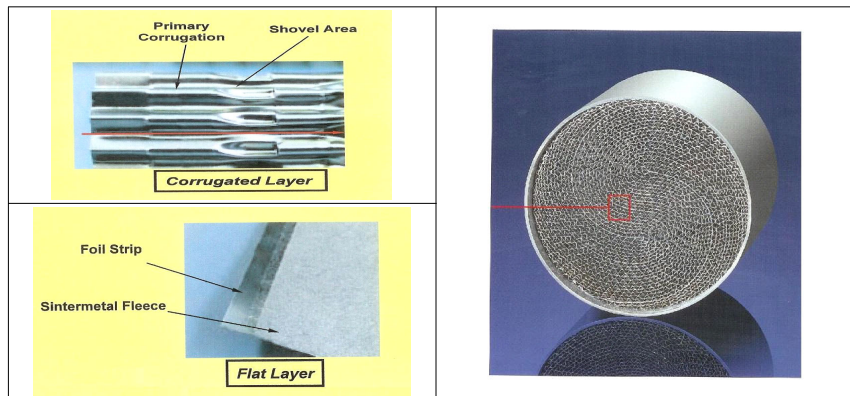 Primary
Corrugation
Shovel Area
Corrugated Layer
Foil Strip
Sintermetal Fleece
Flat Layer